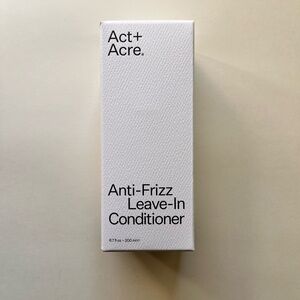 Act+
Acre.
Anti-Frizz
Leave-In
Conditioner
6.7 fl oz – 200 ml